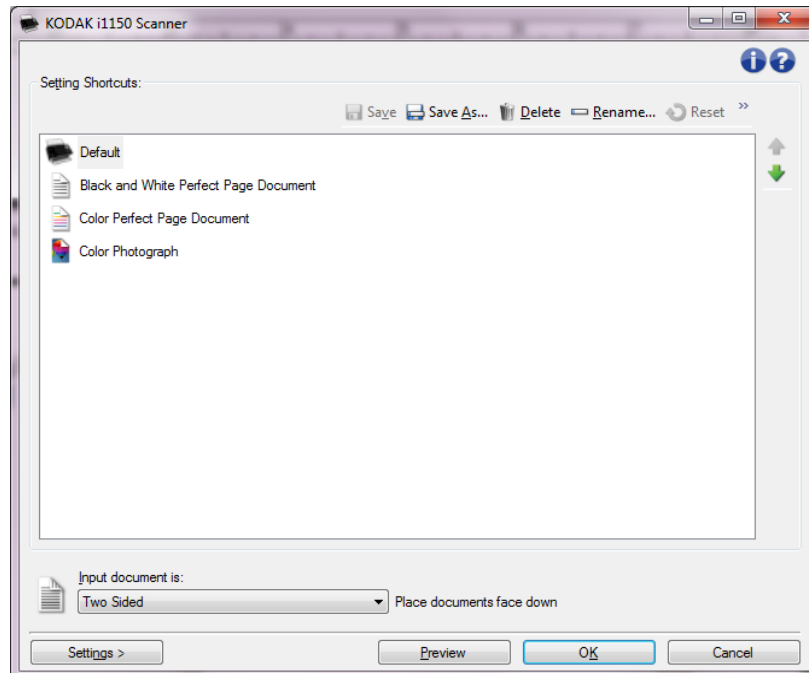 KODAK i1150 Scanner
Setting Shortcuts:
Save Save As... Delete Rename... Reset »
Default
Black and White Perfect Page Document
Color Perfect Page Document
Color Photograph
Input document is:
Two Sided Place documents face down
Settings > Preview OK Cancel